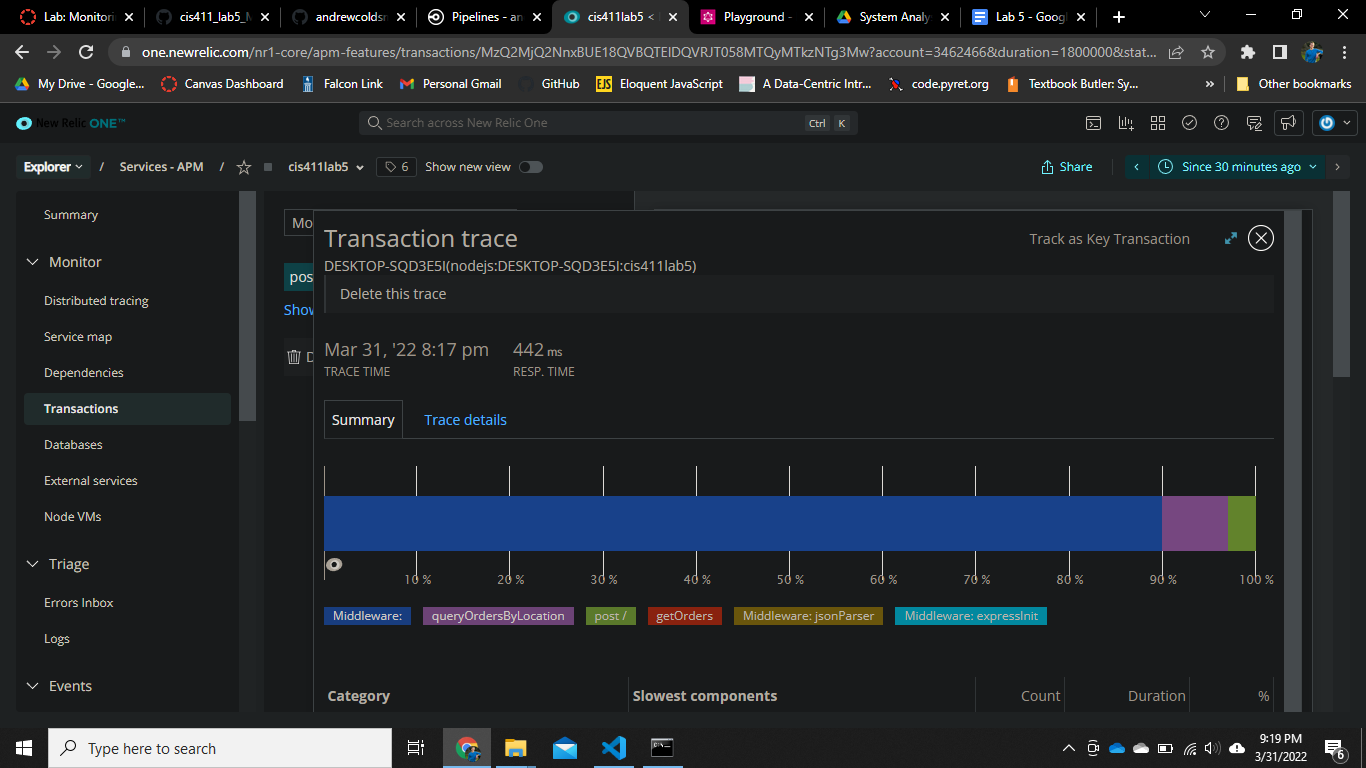 Lab: Monitori
cis411_lab5_M
andrewcoldsm
Pipelines - an
cis411lab5 <
Playground -
System Analy
Lab 5 - Googl
one.newrelic.com/nr1-core/apm-features/transactions/MzQ2MjQ2NnxBUE18QVBQTElDQVRJT058MTQyMTkzNTg3Mw?account=3462466&duration=1800000&stat...
My Drive - Google...
Canvas Dashboard
Falcon Link
Personal Gmail
GitHub
Eloquent JavaScript
A Data-Centric Intr...
code.pyret.org
Textbook Butler: Sy...
»
Other bookmarks
New Relic ONE™
Search across New Relic One
Ctrl K
Explorer / Services - APM / cis411lab5 6 Show new view
Share
Since 30 minutes ago
Summary
Monitor
Distributed tracing
Service map
Dependencies
Transactions
Databases
External services
Node VMs
Triage
Errors Inbox
Logs
Events
Mo
pos
Show
D
Transaction trace
Track as Key Transaction
DESKTOP-SQD3E5I(nodejs:DESKTOP-SQD3E5I:cis411lab5)
Delete this trace
Mar 31, '22 8:17 pm 442 ms
TRACE TIME RESP. TIME
Summary Trace details
10 % 20 % 30 % 40 % 50 % 60 % 70 % 80 % 90 % 100 %
Middleware: queryOrdersByLocation post / getOrders Middleware: jsonParser Middleware: expressInit
Category Slowest components Count Duration %
Type here to search
9:19 PM
3/31/2022
6